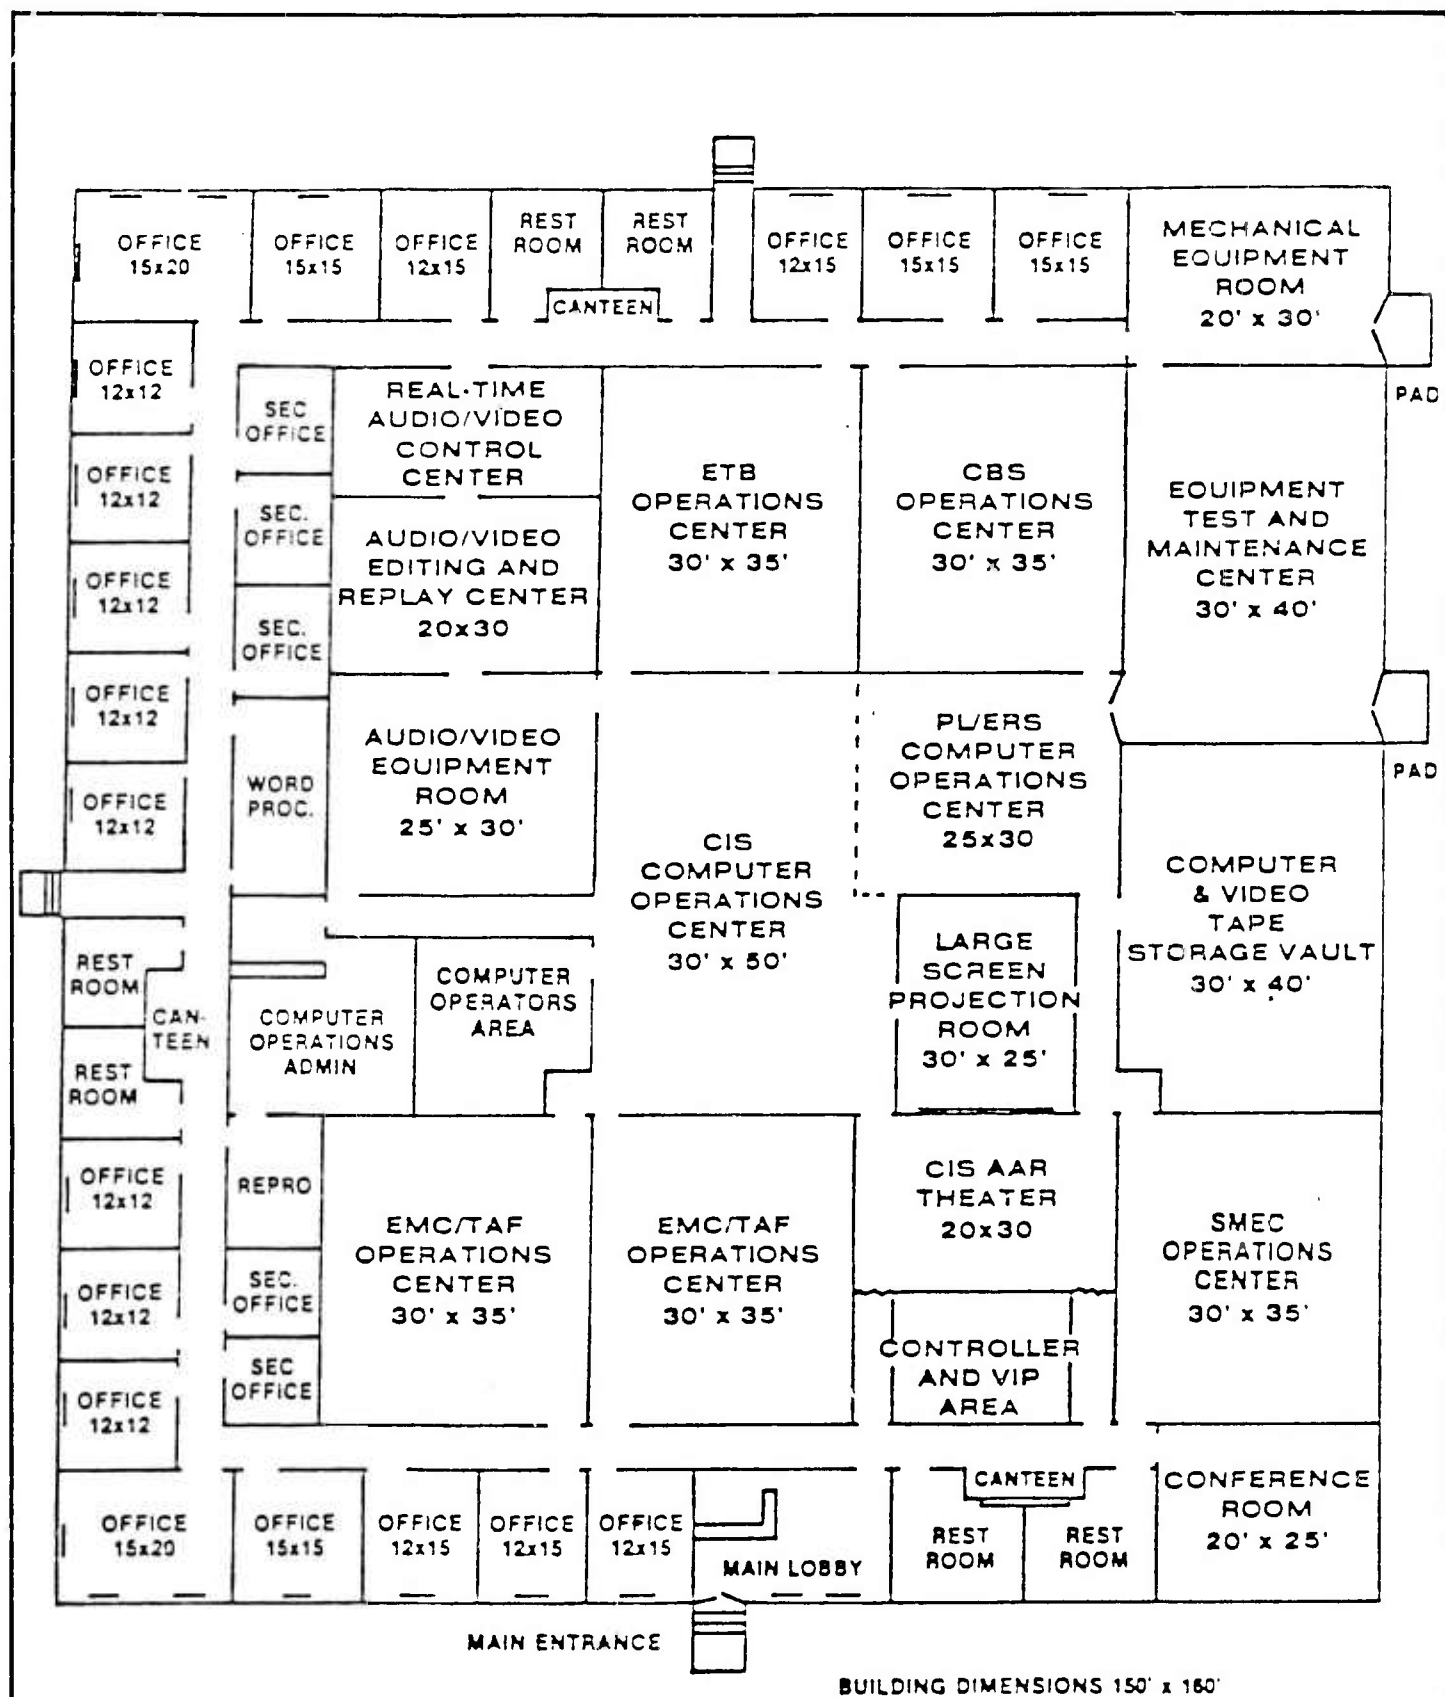 OFFICE
15x20
OFFICE
15x15
OFFICE
12x15
REST
ROOM
REST
ROOM
CANTEEN
OFFICE
12x15
OFFICE
15x15
OFFICE
15x15
MECHANICAL
EQUIPMENT
ROOM
20' x 30'
PAD
OFFICE
12x12
SEC
OFFICE
REAL-TIME
AUDIO/VIDEO
CONTROL
CENTER
ETB
OPERATIONS
CENTER
30' x 35'
CBS
OPERATIONS
CENTER
30' x 35'
EQUIPMENT
TEST AND
MAINTENANCE
CENTER
30' x 40'
OFFICE
12x12
SEC.
OFFICE
AUDIO/VIDEO
EDITING AND
REPLAY CENTER
20x30
OFFICE
12x12
SEC.
OFFICE
OFFICE
12x12
WORD
PROC.
AUDIO/VIDEO
EQUIPMENT
ROOM
25' x 30'
PL/ERS
COMPUTER
OPERATIONS
CENTER
25x30
PAD
OFFICE
12x12
CIS
COMPUTER
OPERATIONS
CENTER
30' x 50'
COMPUTER
& VIDEO
TAPE
STORAGE VAULT
30' x 40'
REST
ROOM
CAN-
TEEN
REST
ROOM
COMPUTER
OPERATIONS
ADMIN
COMPUTER
OPERATORS
AREA
LARGE
SCREEN
PROJECTION
ROOM
30' x 25'
OFFICE
12x12
REPRO
EMC/TAF
OPERATIONS
CENTER
30' x 35'
EMC/TAF
OPERATIONS
CENTER
30' x 35'
CIS AAR
THEATER
20x30
SMEC
OPERATIONS
CENTER
30' x 35'
OFFICE
12x12
SEC.
OFFICE
OFFICE
12x12
SEC
OFFICE
CONTROLLER
AND VIP
AREA
OFFICE
15x20
OFFICE
15x15
OFFICE
12x15
OFFICE
12x15
OFFICE
12x15
MAIN LOBBY
CANTEEN
REST
ROOM
REST
ROOM
CONFERENCE
ROOM
20' x 25'
MAIN ENTRANCE
BUILDING DIMENSIONS 150' x 160'